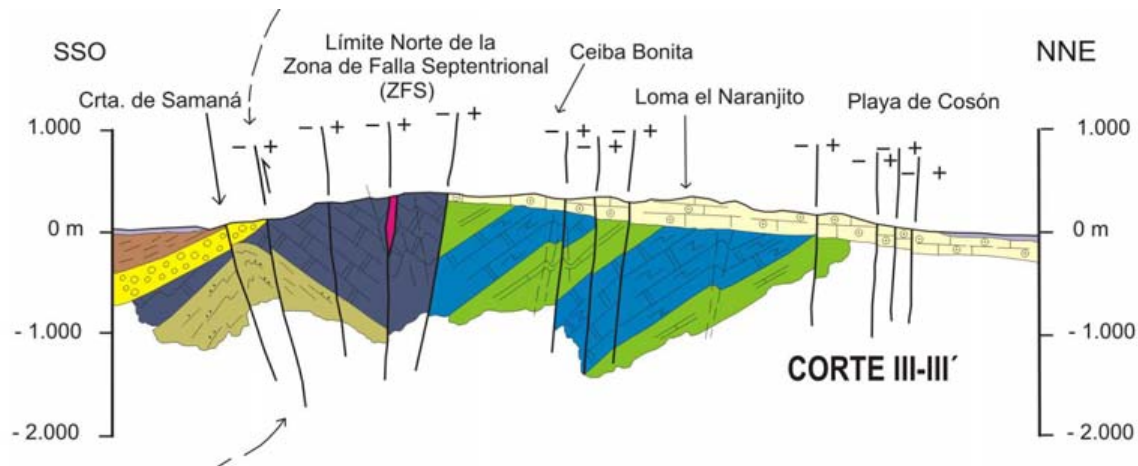 SSO
Límite Norte de la
Zona de Falla Septentrional
(ZFS)
Ceiba Bonita
NNE
Crta. de Samaná
Loma el Naranjito
Playa de Cosón
1.000
1.000
- +
- +
- +
- +
- +
- +
- +
- +
- +
- +
- +
0 m
0 m
- 1.000
- 1.000
CORTE III-III´
- 2.000
- 2.000